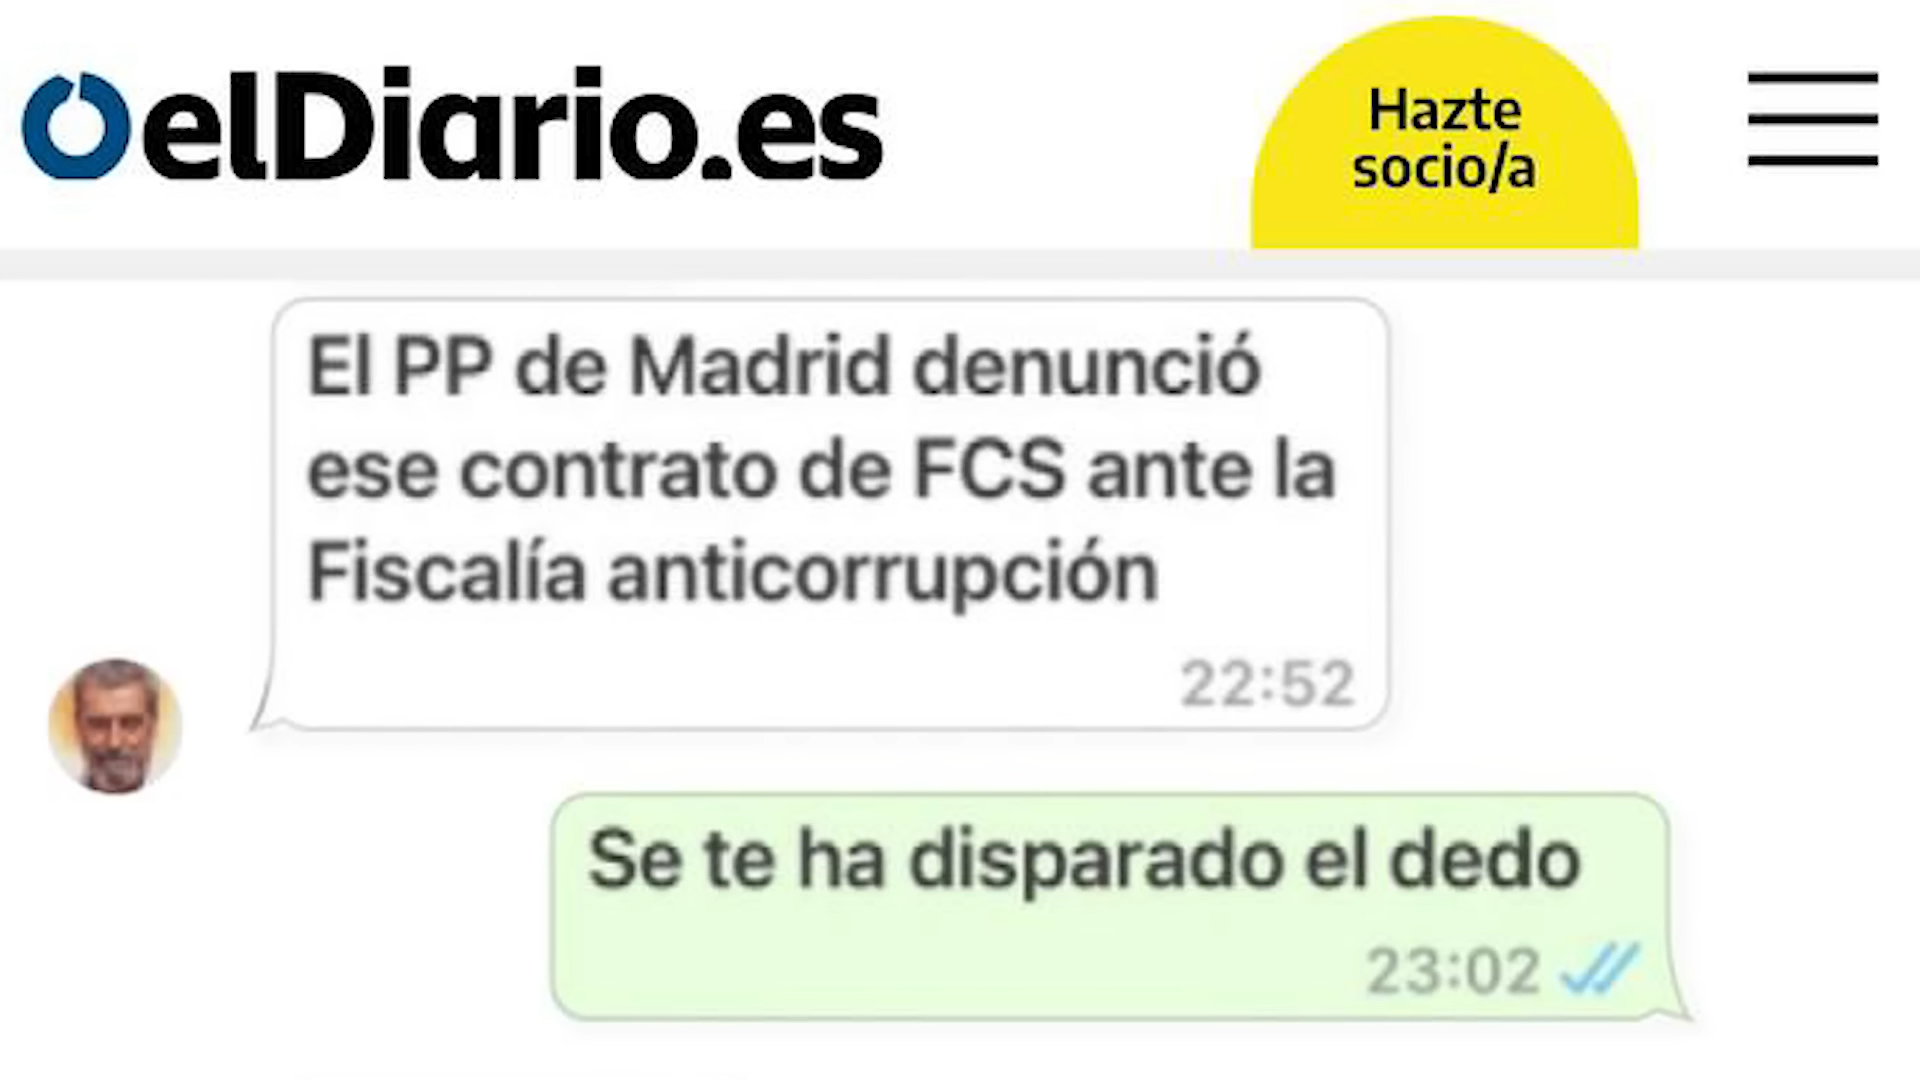 elDiario.es
Hazte
socio/a
El PP de Madrid denunció
ese contrato de FCS ante la
Fiscalía anticorrupción
22:52
Se te ha disparado el dedo
23:02